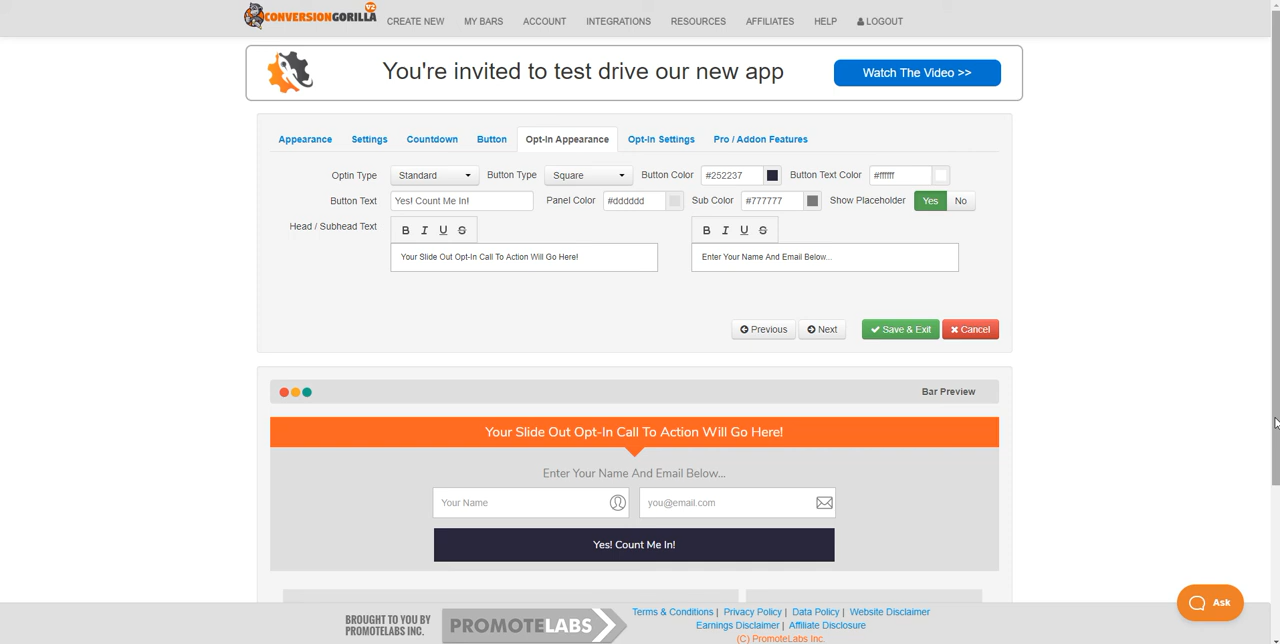 CONVERSIONGORILLA V2 CREATE NEW MY BARS ACCOUNT INTEGRATIONS RESOURCES AFFILIATES HELP LOGOUT
You're invited to test drive our new app Watch The Video >>
Appearance Settings Countdown Button Opt-In Appearance Opt-In Settings Pro / Addon Features
Optin Type Standard Button Type Square Button Color #252237 Button Text Color #ffffff
Button Text Yes! Count Me In! Panel Color #dddddd Sub Color #777777 Show Placeholder Yes No
Head / Subhead Text B I U S B I U S
Your Slide Out Opt-In Call To Action Will Go Here! Enter Your Name And Email Below...
Previous Next Save & Exit Cancel
Bar Preview
Your Slide Out Opt-In Call To Action Will Go Here!
Enter Your Name And Email Below...
Your Name you@email.com
Yes! Count Me In!
Ask
BROUGHT TO YOU BY
PROMOTELABS INC.
PROMOTELABS
Terms & Conditions | Privacy Policy | Data Policy | Website Disclaimer
Earnings Disclaimer | Affiliate Disclosure
(C) PromoteLabs Inc.